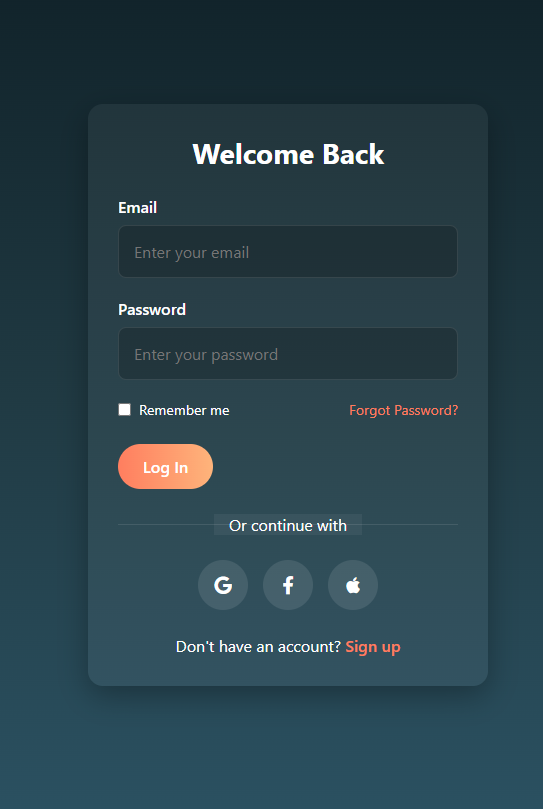 Welcome Back
Email
Enter your email
Password
Enter your password
Remember me Forgot Password?
Log In
Or continue with
Don't have an account? Sign up